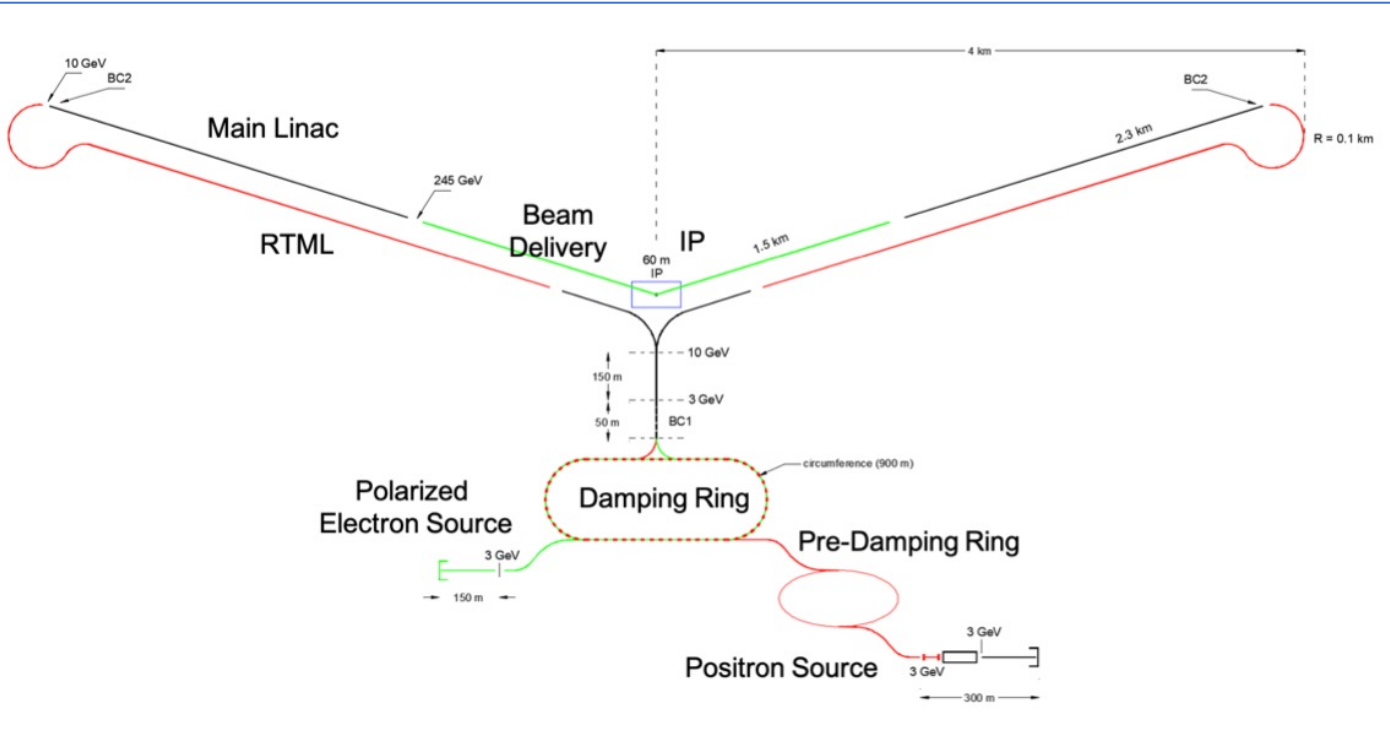 4 km
10 GeV
BC2
BC2
Main Linac
2.3 km
R = 0.1 km
245 GeV
Beam
Delivery
IP
1.5 km
RTML
60 m
IP
10 GeV
150 m
3 GeV
50 m
BC1
circumference (900 m)
Polarized
Electron Source
Damping Ring
Pre-Damping Ring
3 GeV
150 m
3 GeV
Positron Source
3 GeV
300 m